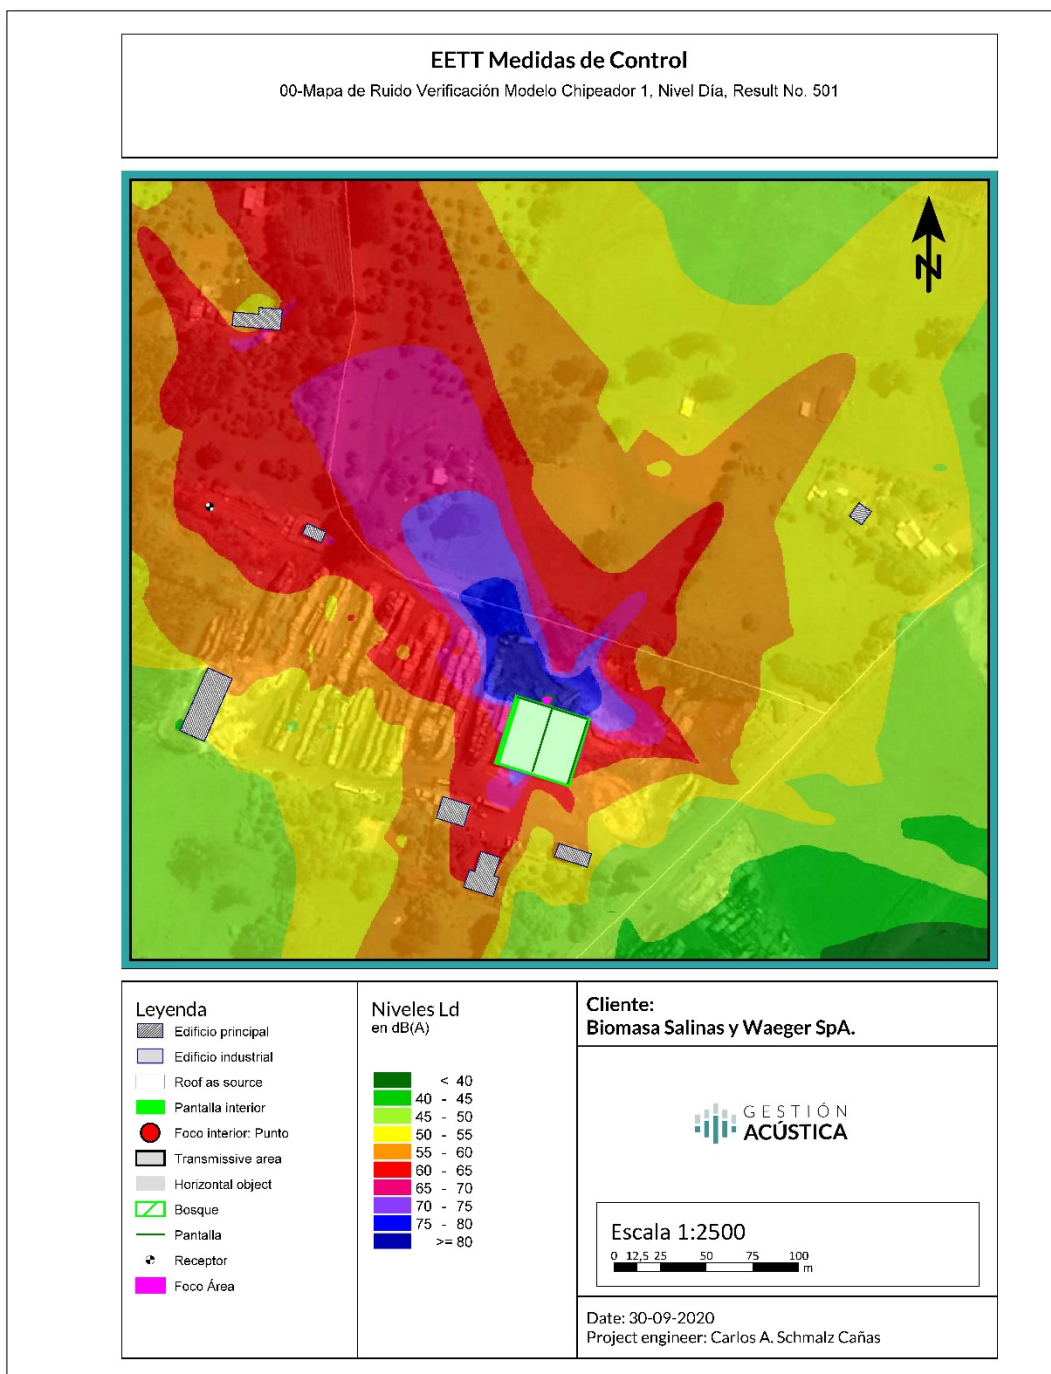 EETT Medidas de Control
00-Mapa de Ruido Verificación Modelo Chipeador 1, Nivel Día, Result No. 501
N
Leyenda
Edificio principal
Edificio industrial
Roof as source
Pantalla interior
Foco interior: Punto
Transmissive area
Horizontal object
Bosque
Pantalla
Receptor
Foco Área
Niveles Ld
en dB(A)
< 40
40 - 45
45 - 50
50 - 55
55 - 60
60 - 65
65 - 70
70 - 75
75 - 80
>= 80
Cliente:
Biomasa Salinas y Waeger SpA.
GESTIÓN
ACÚSTICA
Escala 1:2500
0 12,5 25 50 75 100
m
Date: 30-09-2020
Project engineer: Carlos A. Schmalz Cañas